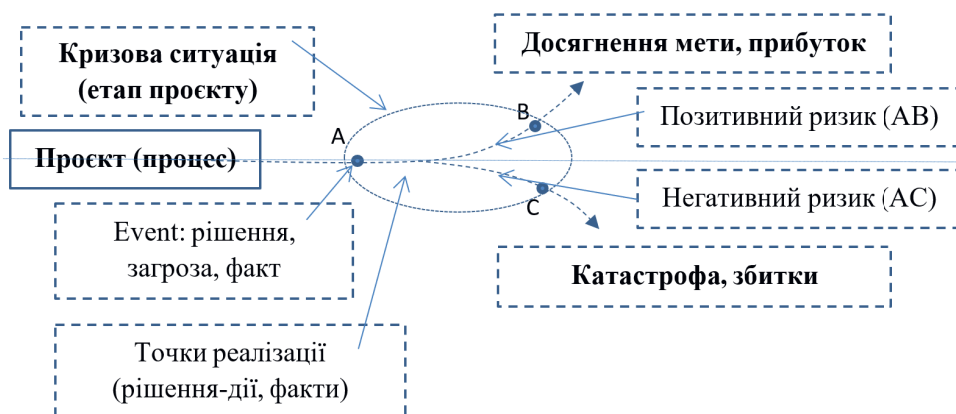 Кризова ситуація
(етап проєкту)
Досягнення мети, прибуток
Позитивний ризик (AB)
A
B
Проєкт (процес)
C
Негативний ризик (AC)
Event: рішення,
загроза, факт
Катастрофа, збитки
Точки реалізації
(рішення-дії, факти)